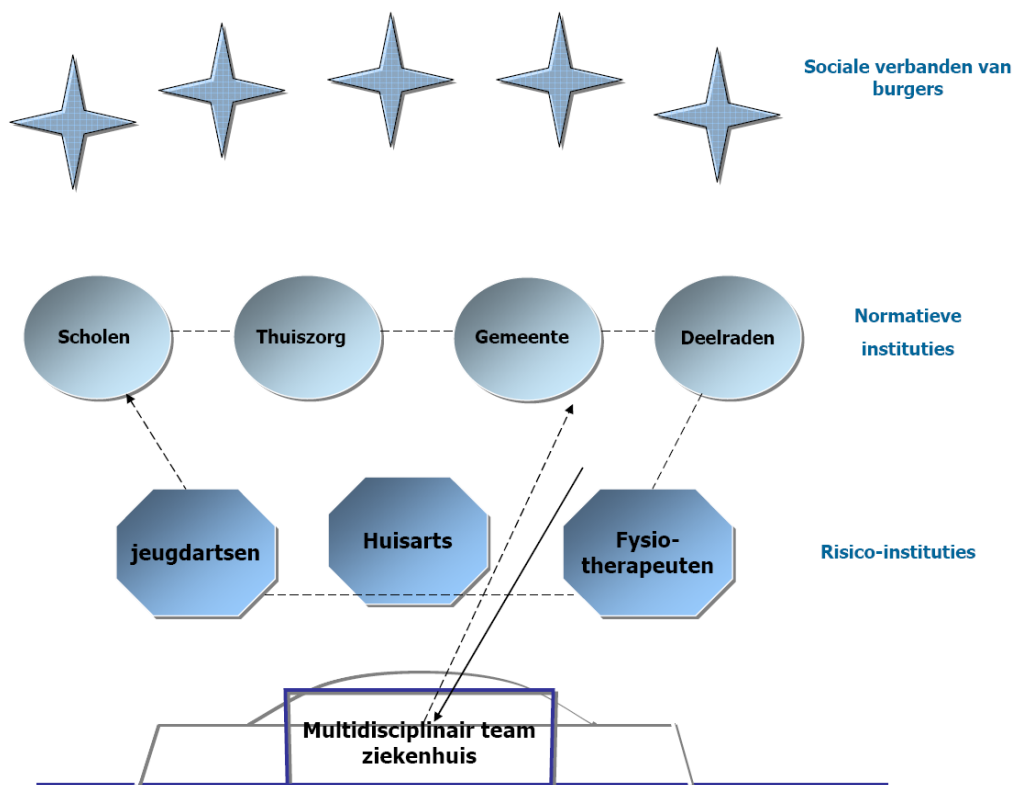 Sociale verbanden van
burgers
Scholen
Thuiszorg
Gemeente
Deelraden
Normatieve
instituties
jeugdartsen
Huisarts
Fysio-
therapeuten
Risico-instituties
Multidisciplinair team
ziekenhuis